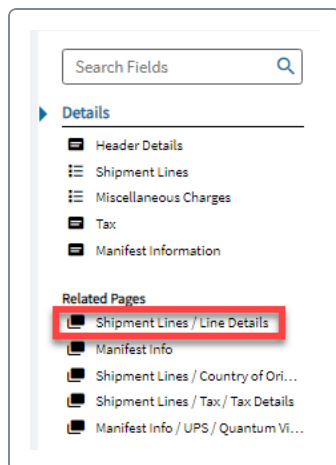 Search Fields
Details
Header Details
Shipment Lines
Miscellaneous Charges
Tax
Manifest Information
Related Pages
Shipment Lines / Line Details
Manifest Info
Shipment Lines / Country of Ori...
Shipment Lines / Tax / Tax Details
Manifest Info / UPS / Quantum Vi...